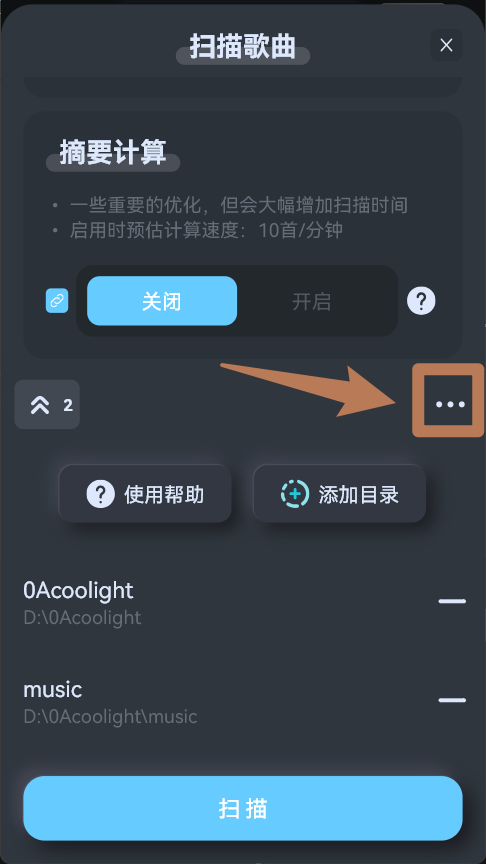 扫描歌曲
摘要计算
• 一些重要的优化，但会大幅增加扫描时间
• 启用时预估计算速度：10首/分钟
关闭
开启
2
使用帮助
添加目录
0Acoolight
D:\0Acoolight
music
D:\0Acoolight\music
扫描